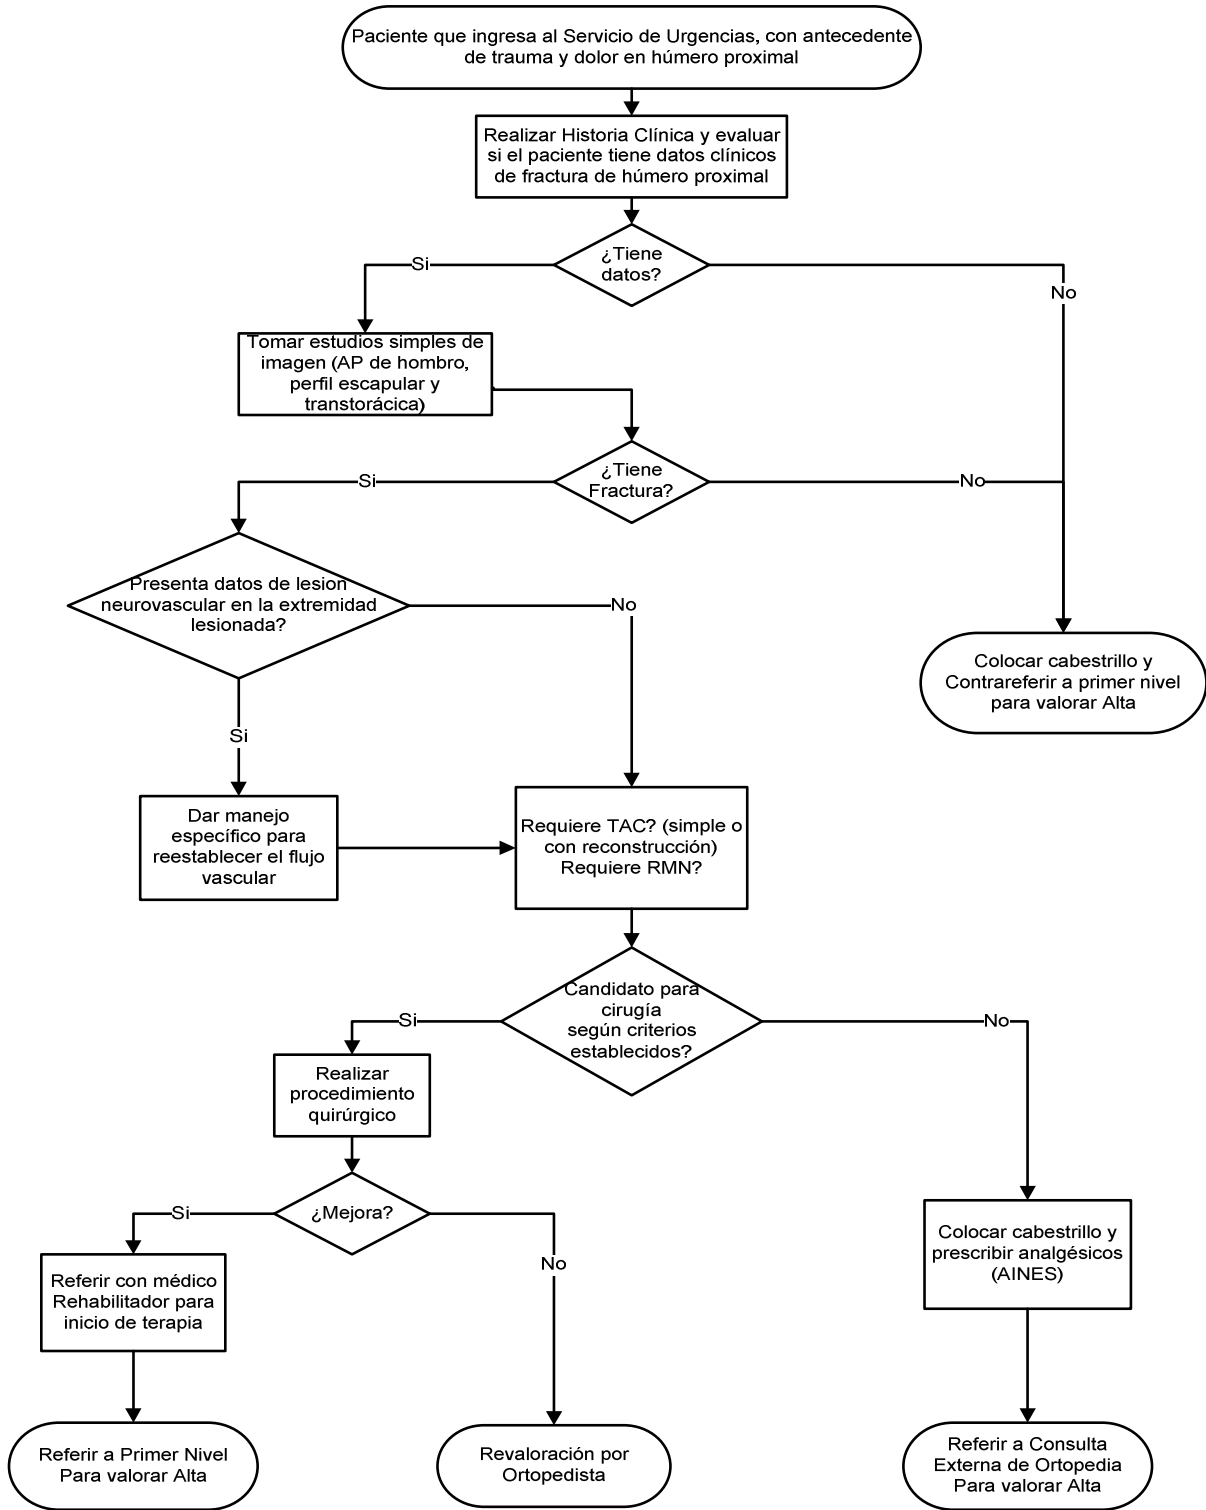 Paciente que ingresa al Servicio de Urgencias, con antecedente
de trauma y dolor en húmero proximal
Realizar Historia Clínica y evaluar
si el paciente tiene datos clínicos
de fractura de húmero proximal
¿Tiene
datos?
Si
No
Tomar estudios simples de
imagen (AP de hombro,
perfil escapular y
transtorácica)
¿Tiene
Fractura?
Si
No
Presenta datos de lesion
neurovascular en la extremidad
lesionada?
No
Si
Colocar cabestrillo y
Contrareferir a primer nivel
para valorar Alta
Dar manejo
específico para
reestablecer el flujo
vascular
Requiere TAC? (simple o
con reconstrucción)
Requiere RMN?
Candidato para
cirugía
según criterios
establecidos?
Si
No
Realizar
procedimiento
quirúrgico
¿Mejora?
Si
No
Colocar cabestrillo y
prescribir analgésicos
(AINES)
Referir con médico
Rehabilitador para
inicio de terapia
Referir a Primer Nivel
Para valorar Alta
Revaloración por
Ortopedista
Referir a Consulta
Externa de Ortopedia
Para valorar Alta